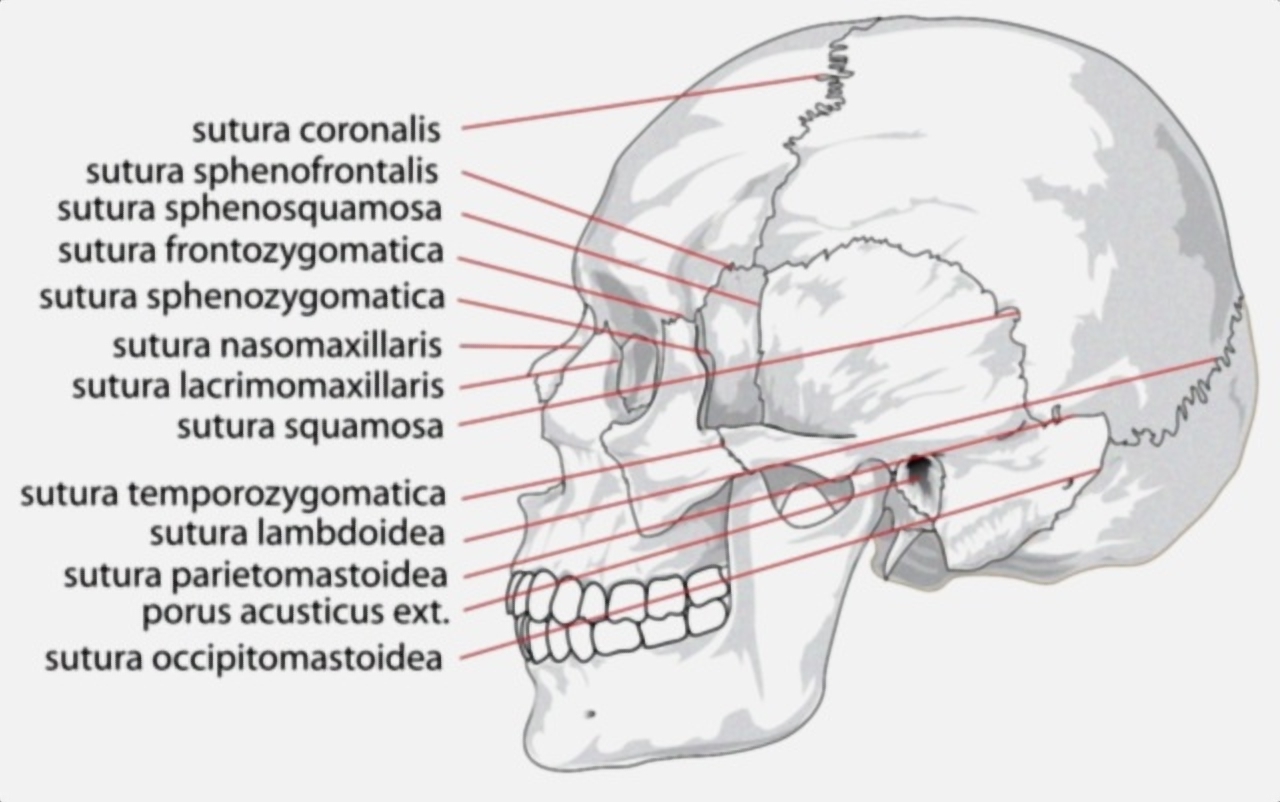 sutura coronalis
sutura sphenofrontalis
sutura sphenosquamosa
sutura frontozygomatica
sutura sphenozygomatica
sutura nasomaxillaris
sutura lacrimomaxillaris
sutura squamosa
sutura temporozygomatica
sutura lambdoidea
sutura parietomastoidea
porus acusticus ext.
sutura occipitomastoidea